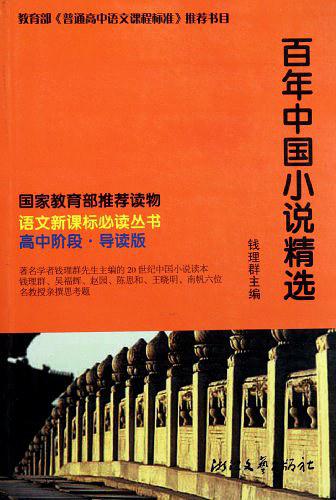 教育部《普通高中语文课程标准》推荐书目
百年中国小说精选
钱理群主编
国家教育部推荐读物
语文新课标必读丛书
高中阶段·导读版
著名学者钱理群先生主编的20世纪中国小说读本
钱理群、吴福辉、赵园、陈思和、王晓明、南帆六位
名教授亲撰思考题
浙江文艺出版社